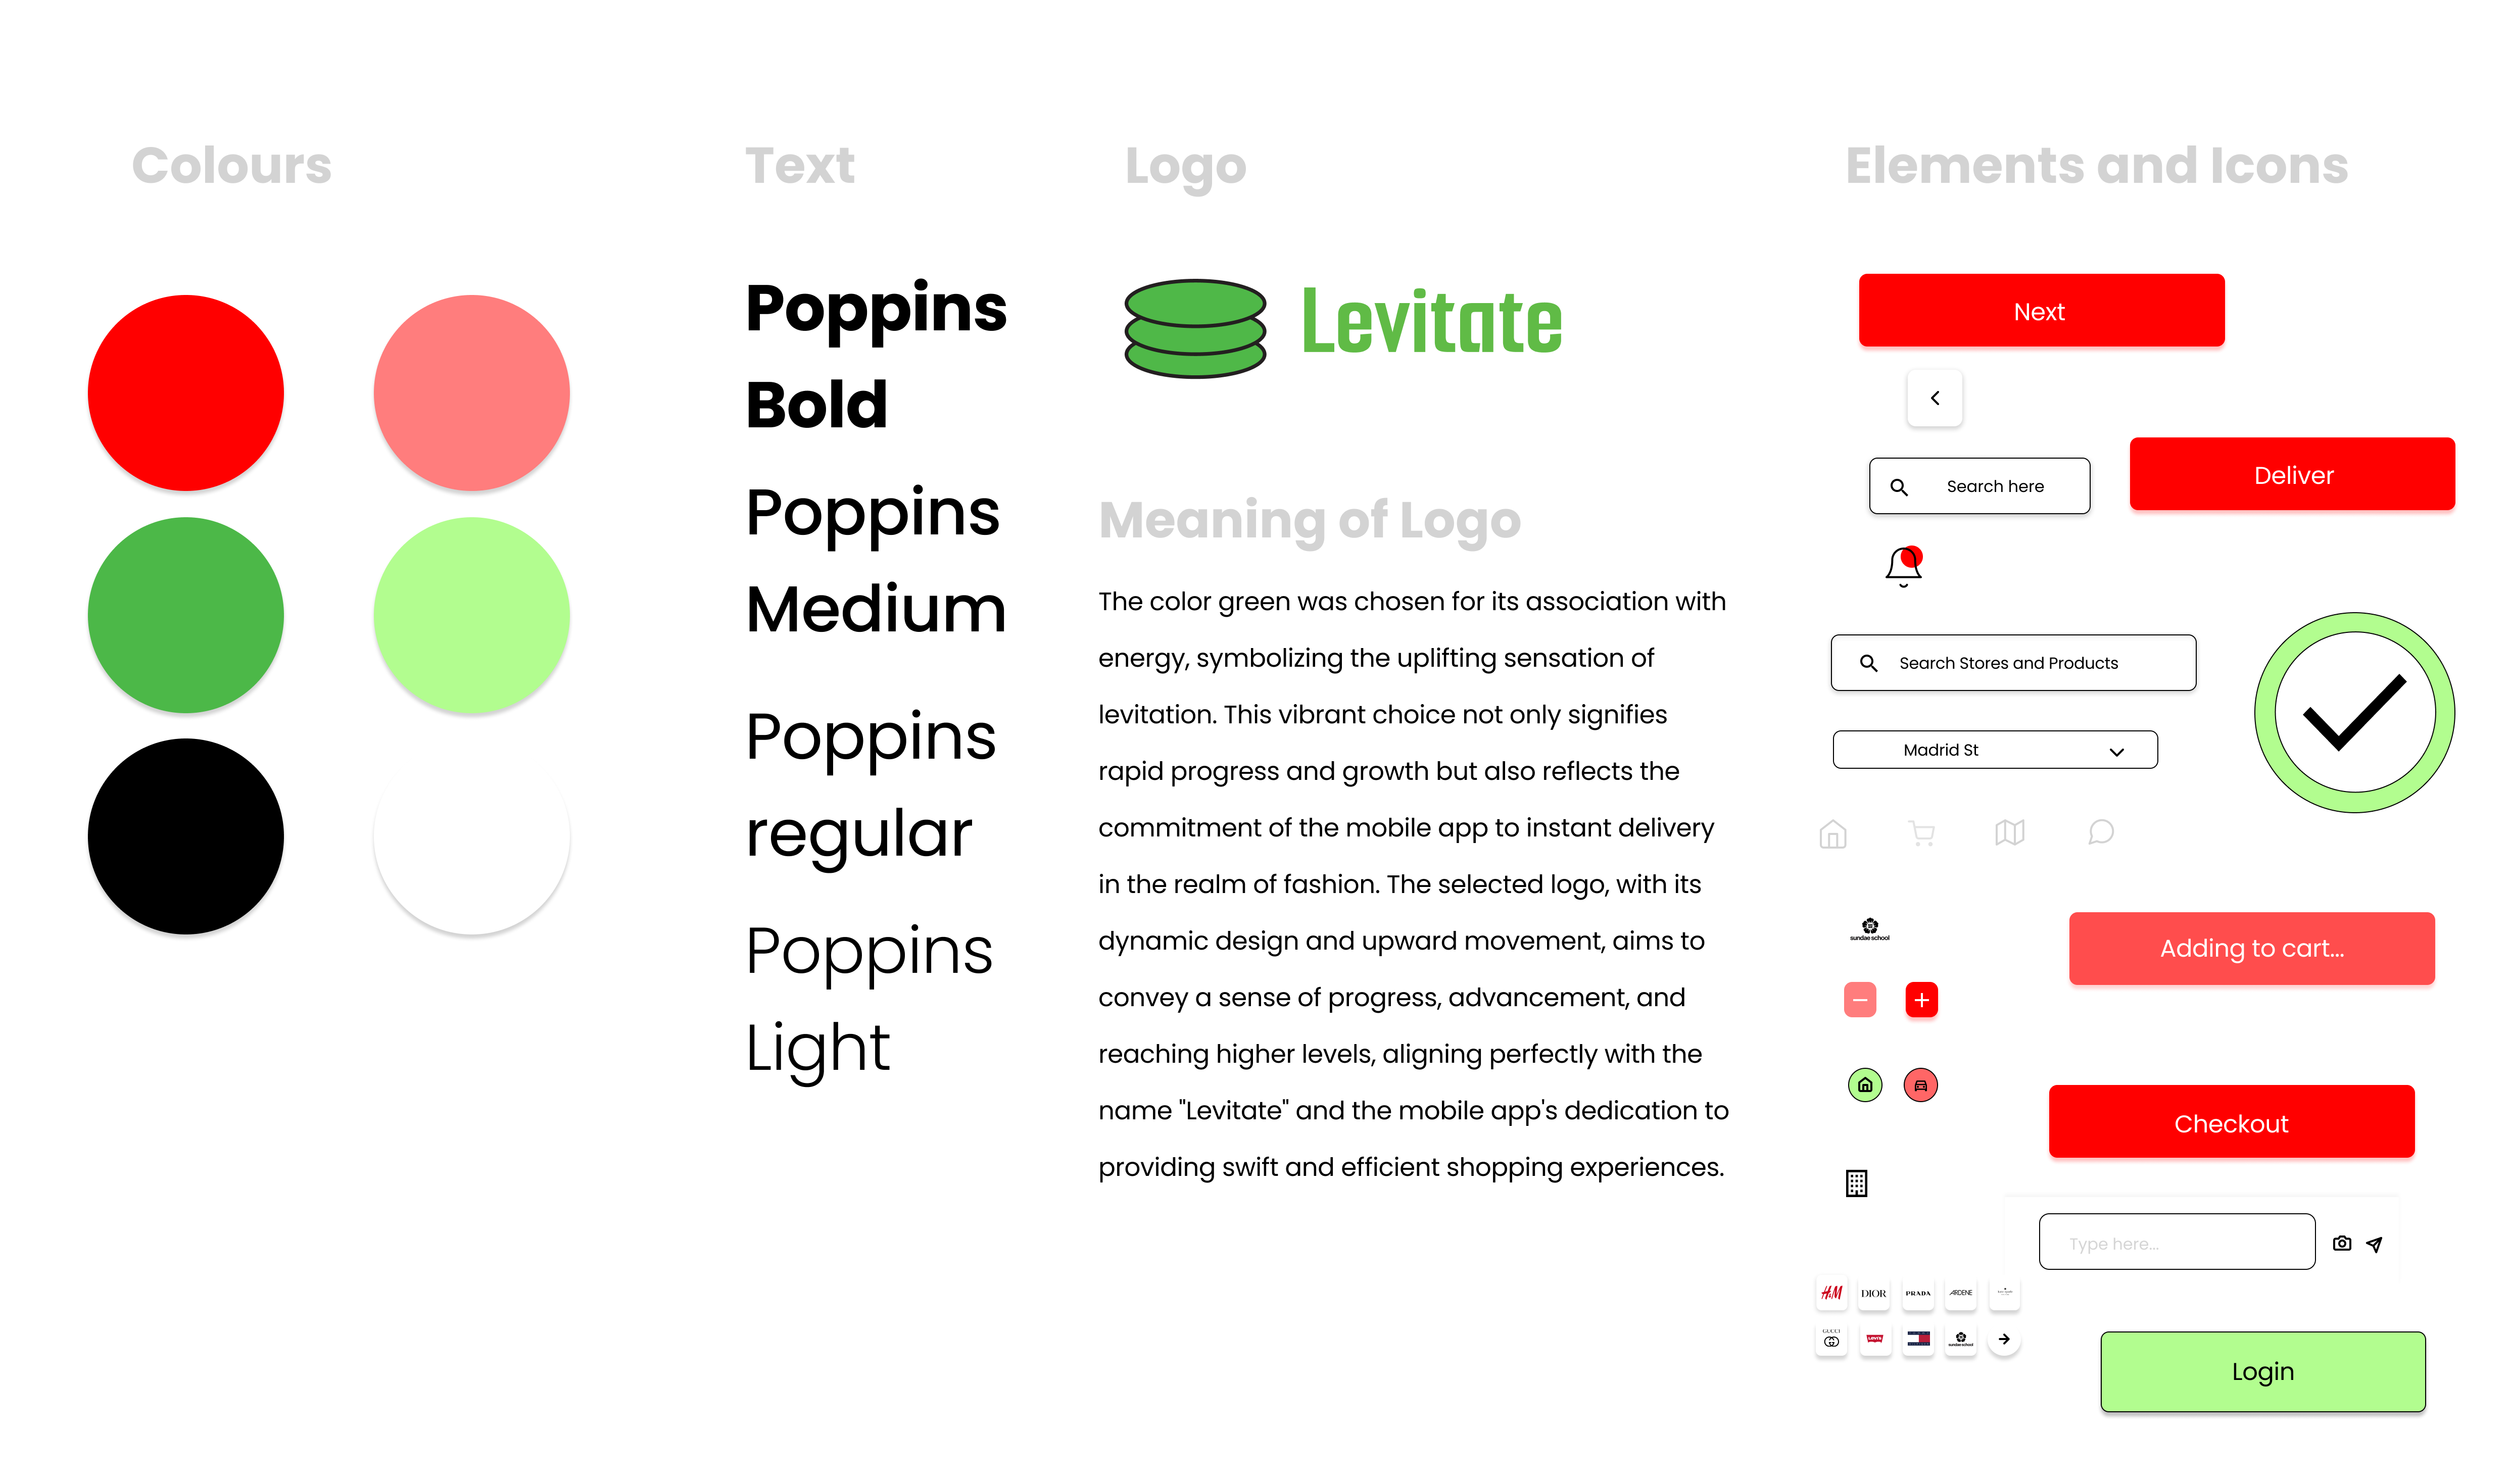 Colours
Text
Logo
Elements and Icons
Poppins
Bold
Poppins
Medium
Poppins
regular
Poppins
Light
Levitate
Meaning of Logo
The color green was chosen for its association with
energy, symbolizing the uplifting sensation of
levitation. This vibrant choice not only signifies
rapid progress and growth but also reflects the
commitment of the mobile app to instant delivery
in the realm of fashion. The selected logo, with its
dynamic design and upward movement, aims to
convey a sense of progress, advancement, and
reaching higher levels, aligning perfectly with the
name "Levitate" and the mobile app's dedication to
providing swift and efficient shopping experiences.
Next
Search here
Deliver
Search Stores and Products
Madrid St
sundae school
Adding to cart...
Checkout
Type here...
H&M
DIOR
PRADA
ARDENE
GUCCI
Levi's
sundae school
Login